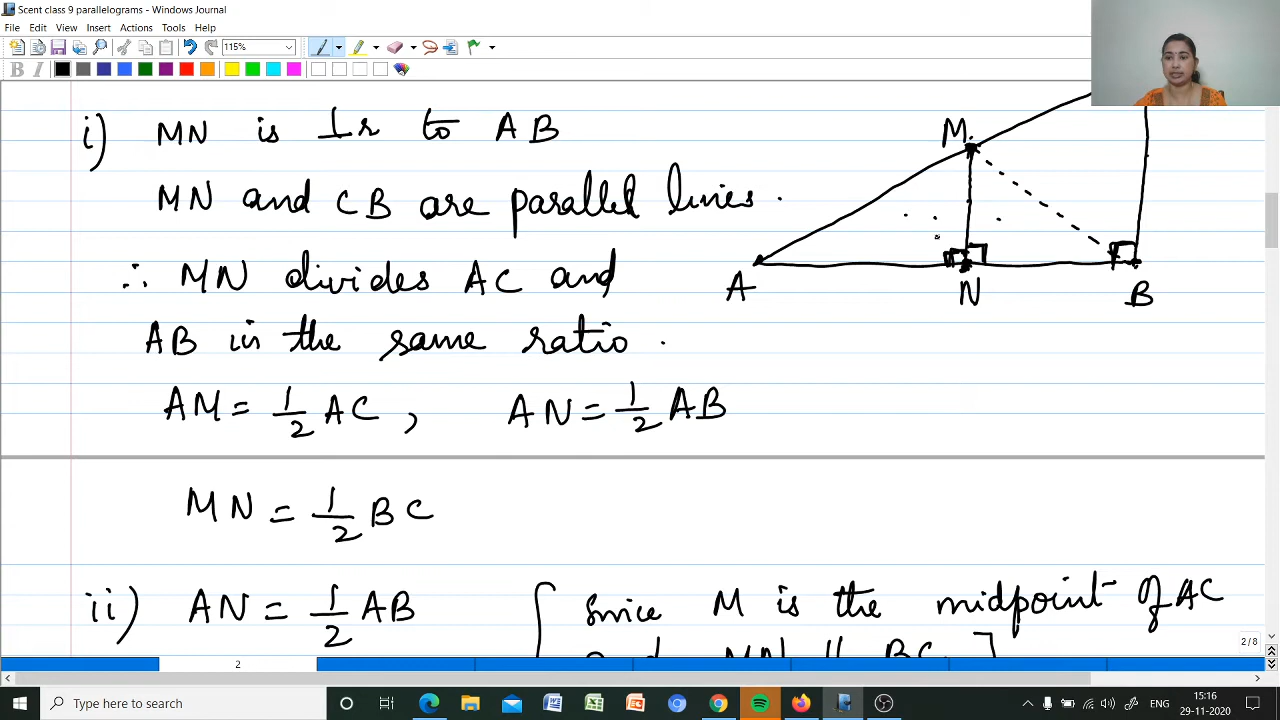 Scent class 9 parallelograms - Windows Journal
File Edit View Insert Actions Tools Help
115%
B I
i) MN is ⊥r to AB
MN and CB are parallel lines.
∴ MN divides AC and
AB in the same ratio.
AM = 1/2 AC, AN = 1/2 AB
MN = 1/2 BC
ii) AN = 1/2 AB [ Since M is the midpoint of AC
and MN || BC ]
M
A N B
2/8
2
Type here to search
ENG
15:16
29-11-2020